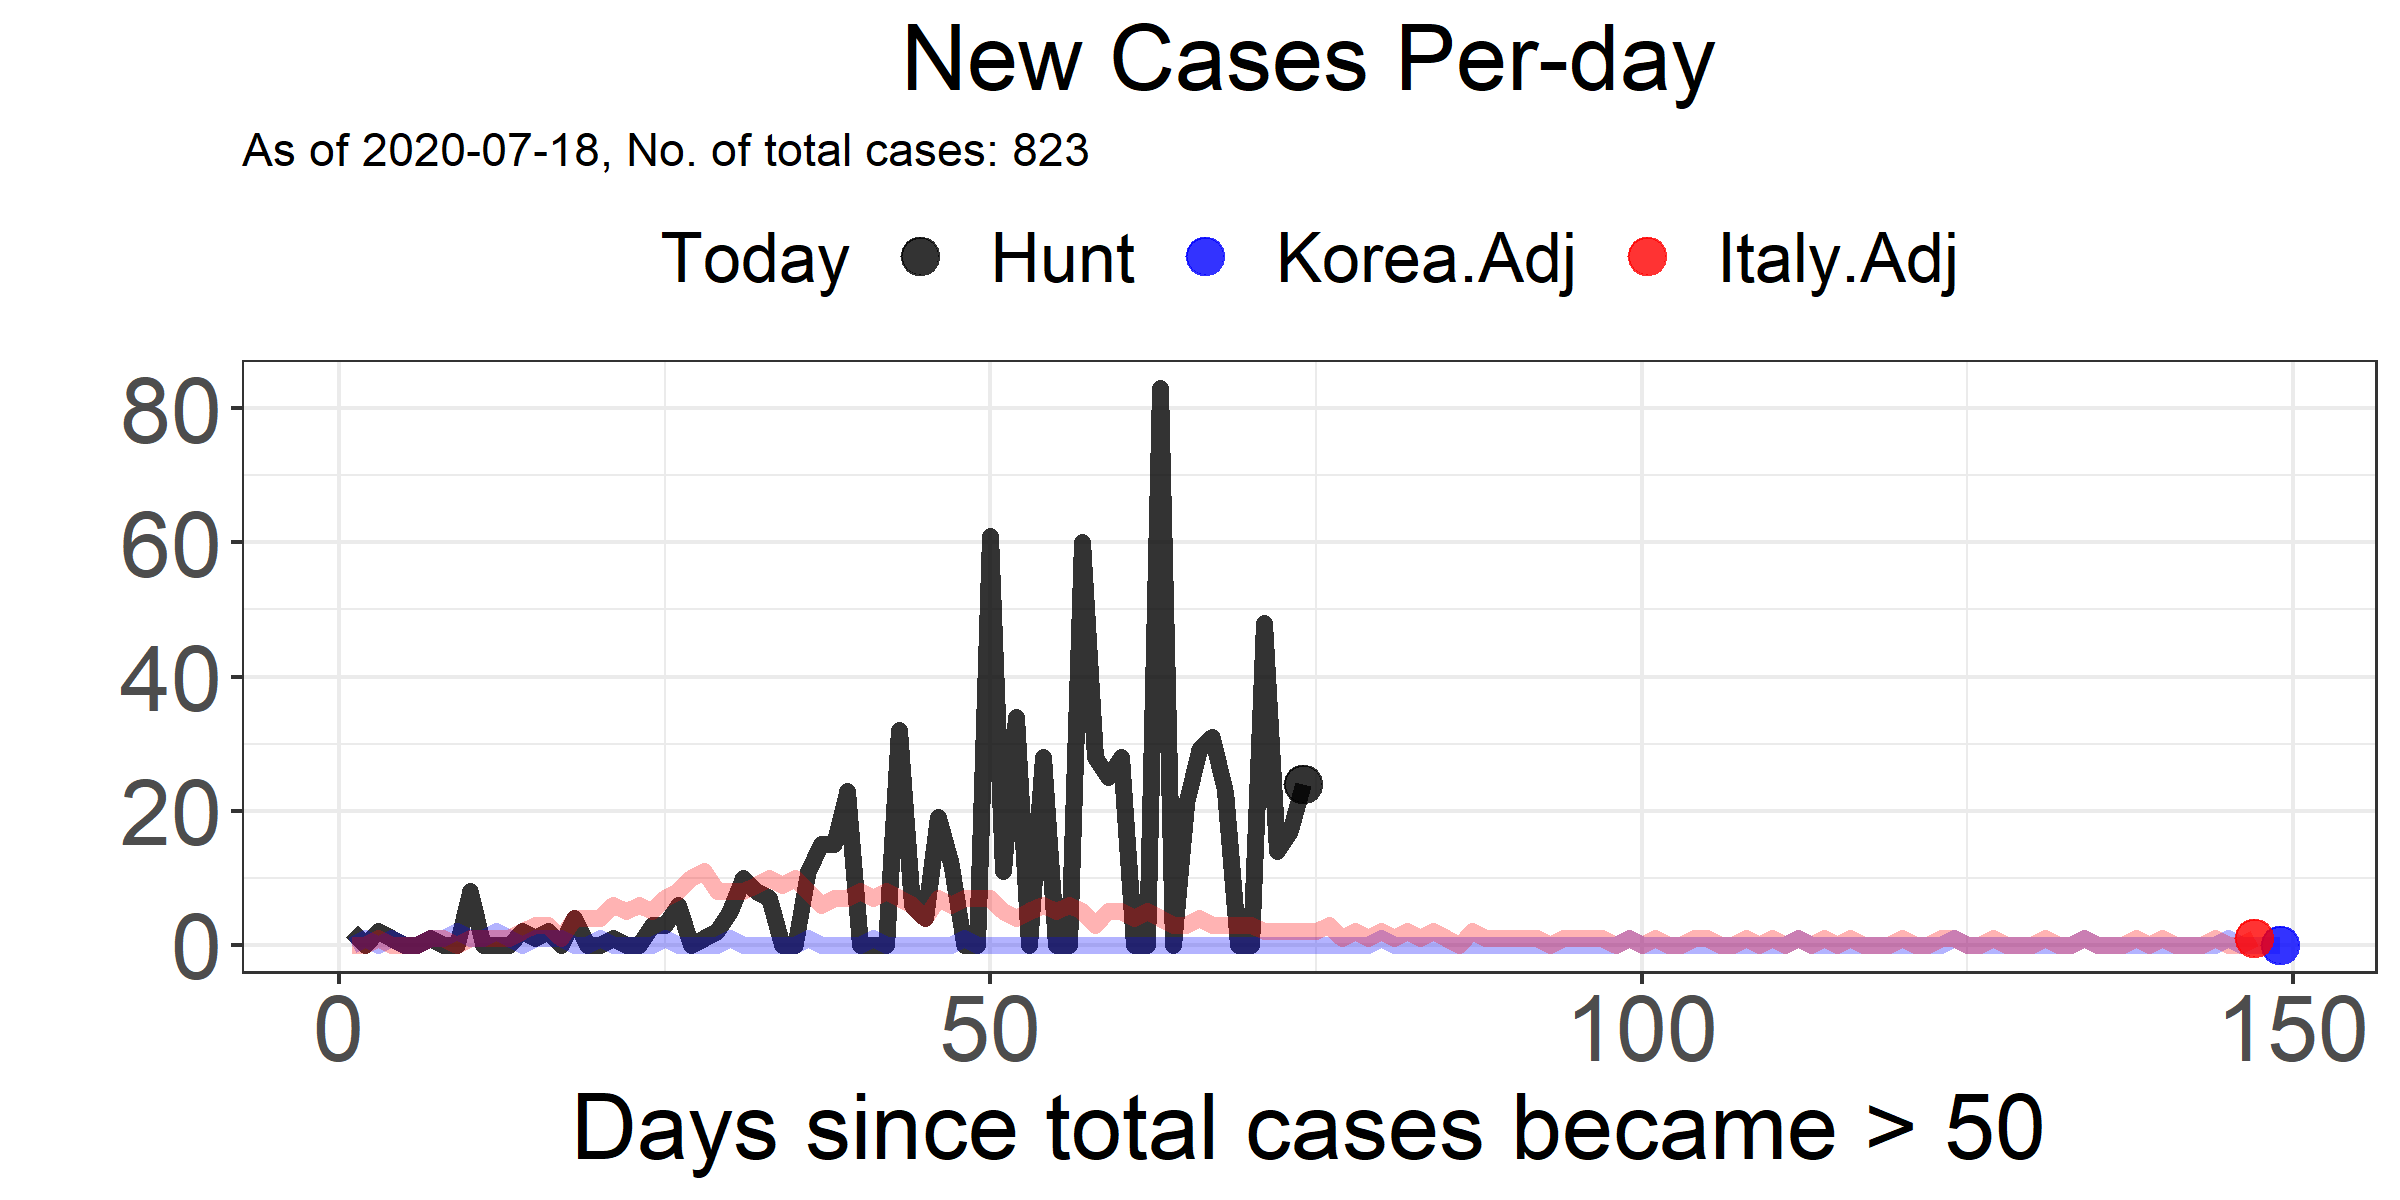 New Cases Per-day
As of 2020-07-18, No. of total cases: 823
Today Hunt Korea.Adj Italy.Adj
80
60
40
20
0
0 50 100 150
Days since total cases became > 50